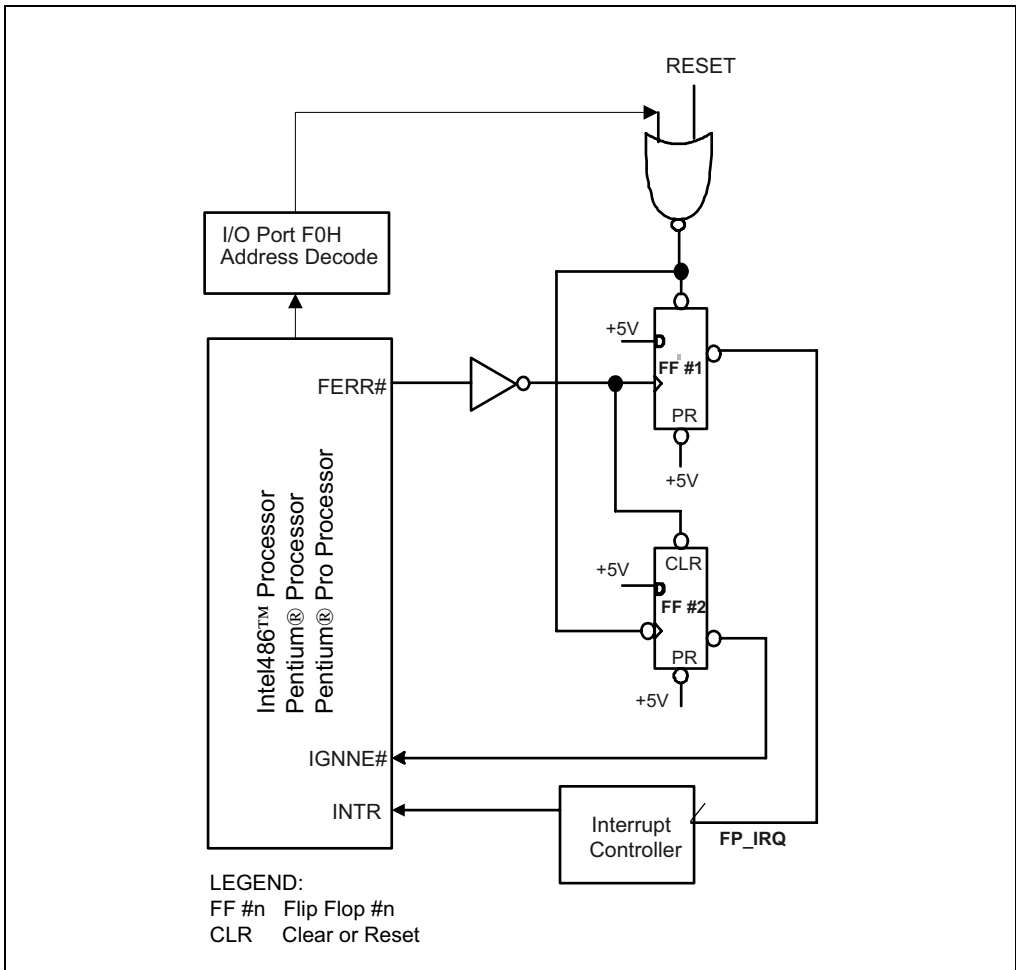 RESET
I/O Port F0H
Address Decode
+5V
FF #1
FERR#
PR
+5V
Intel486™ Processor
Pentium® Processor
Pentium® Pro Processor
CLR
+5V
FF #2
PR
+5V
IGNNE#
INTR
Interrupt
Controller
FP_IRQ
LEGEND:
FF #n Flip Flop #n
CLR Clear or Reset